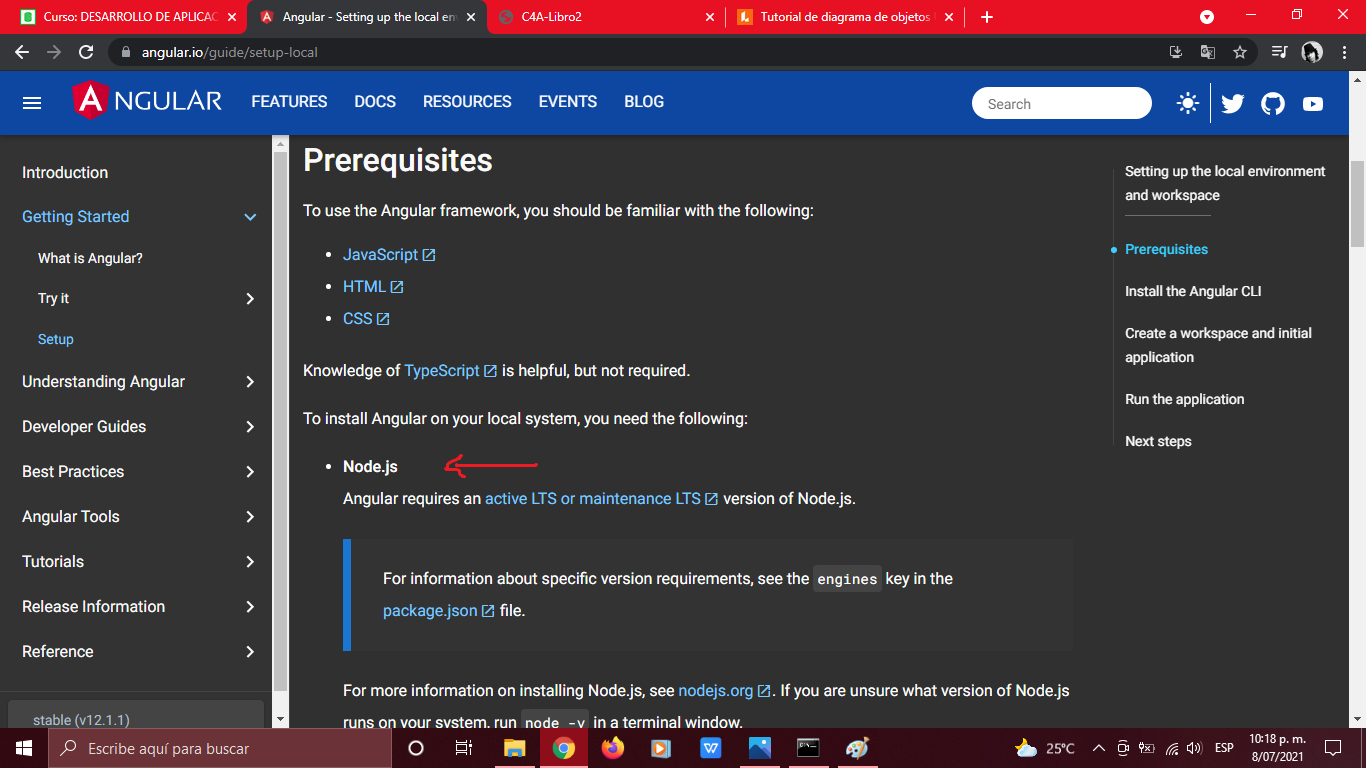 Curso: DESARROLLO DE APLICAC
Angular - Setting up the local en
C4A-Libro2
Tutorial de diagrama de objetos
angular.io/guide/setup-local
NGULAR
FEATURES
DOCS
RESOURCES
EVENTS
BLOG
Search
Introduction
Getting Started
What is Angular?
Try it
Setup
Understanding Angular
Developer Guides
Best Practices
Angular Tools
Tutorials
Release Information
Reference
stable (v12.1.1)
Prerequisites
To use the Angular framework, you should be familiar with the following:
JavaScript
HTML
CSS
Knowledge of TypeScript is helpful, but not required.
To install Angular on your local system, you need the following:
Node.js
Angular requires an active LTS or maintenance LTS version of Node.js.
For information about specific version requirements, see the engines key in the
package.json file.
For more information on installing Node.js, see nodejs.org. If you are unsure what version of Node.js
runs on your system, run node -v in a terminal window.
Setting up the local environment
and workspace
Prerequisites
Install the Angular CLI
Create a workspace and initial
application
Run the application
Next steps
Escribe aquí para buscar
25°C
ESP
10:18 p. m.
8/07/2021